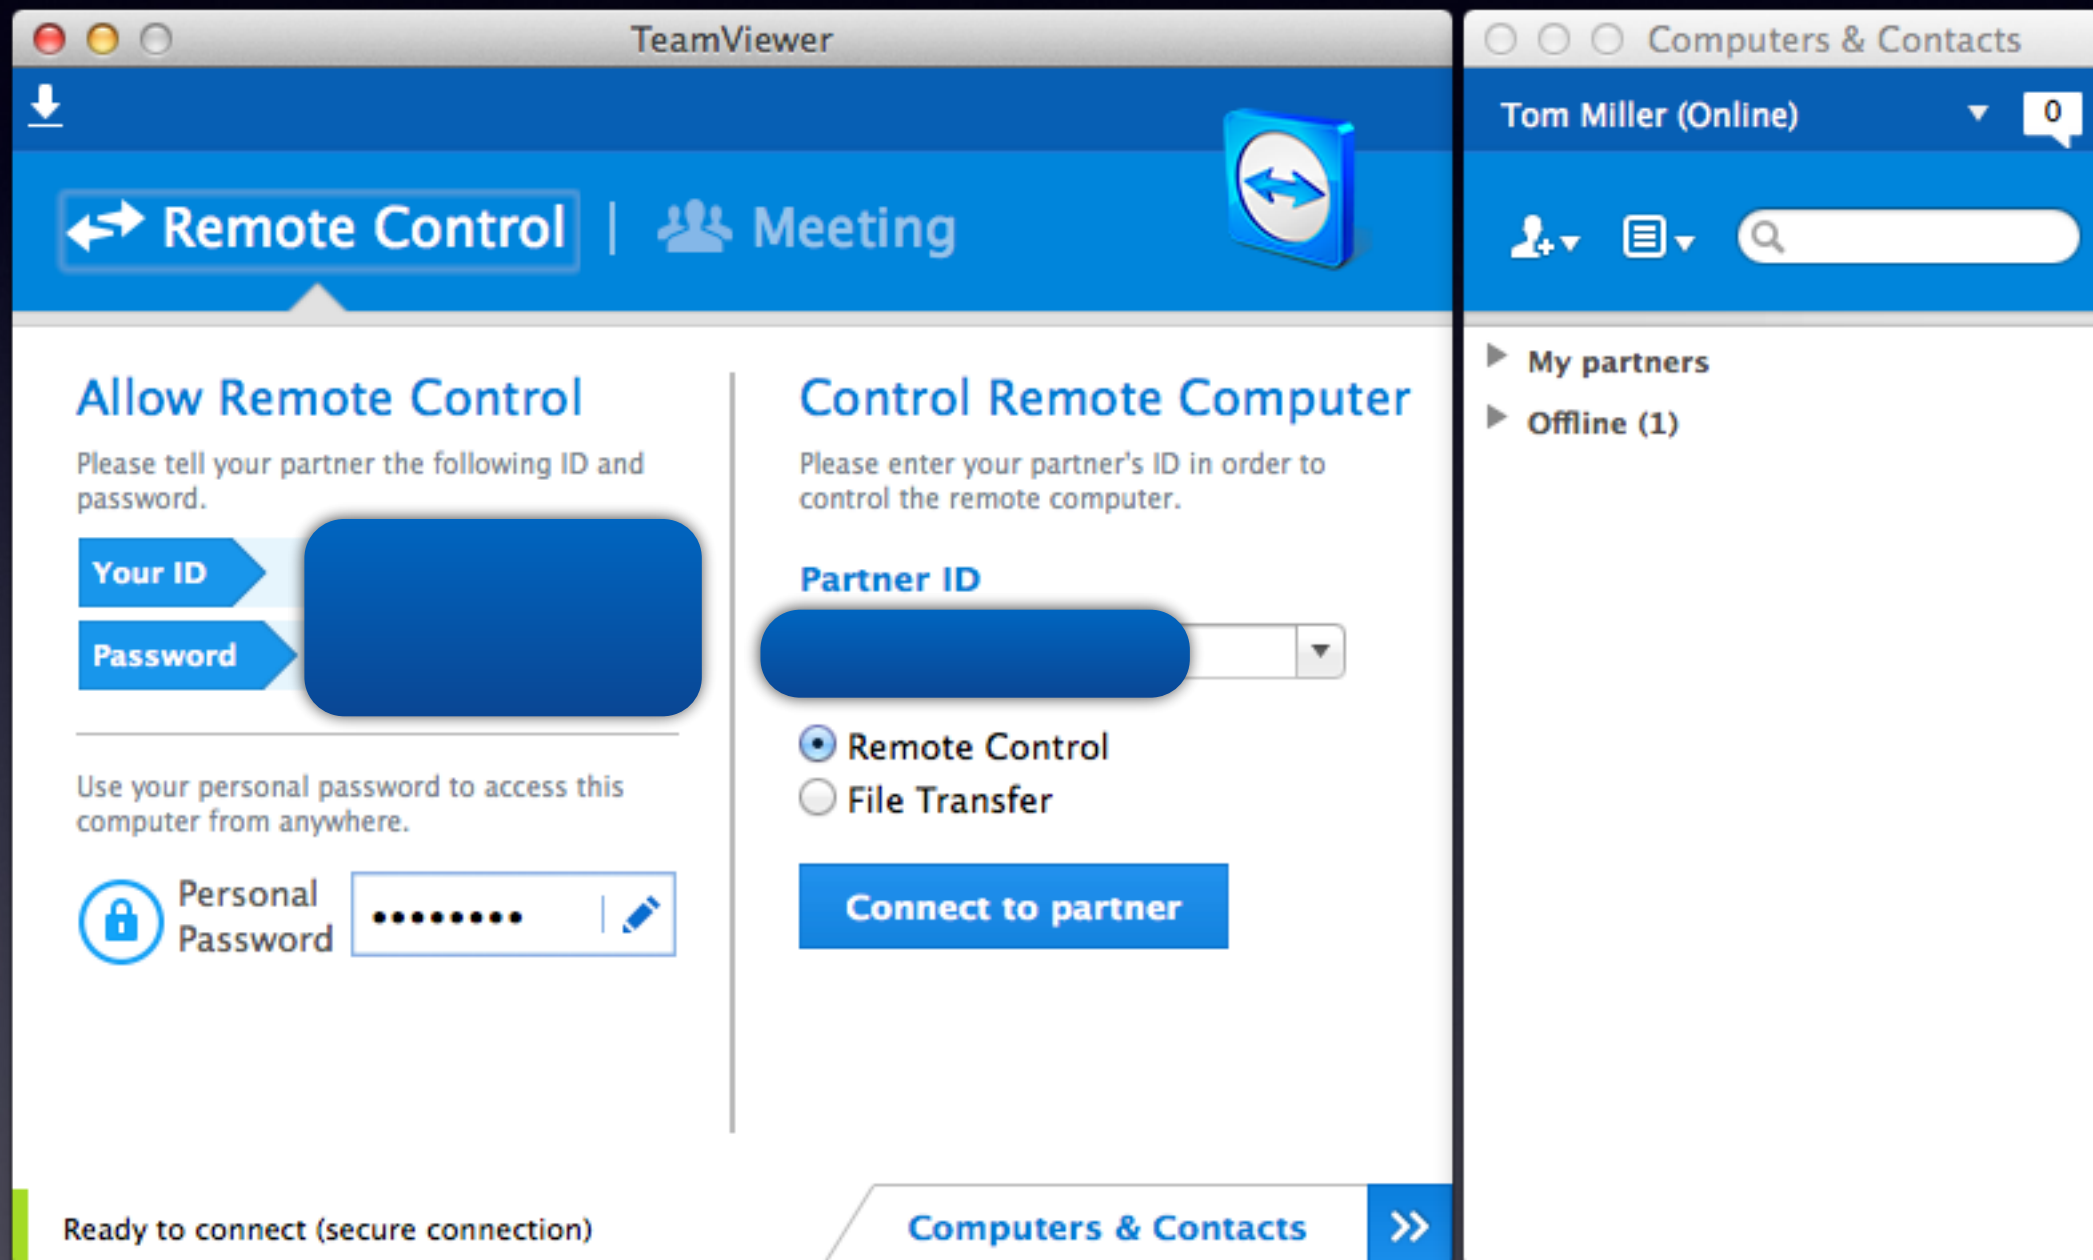 TeamViewer
Remote Control
Meeting
Allow Remote Control
Please tell your partner the following ID and
password.
Your ID
Password
Use your personal password to access this
computer from anywhere.
Personal
Password
Control Remote Computer
Please enter your partner's ID in order to
control the remote computer.
Partner ID
Remote Control
File Transfer
Connect to partner
Ready to connect (secure connection)
Computers & Contacts
Computers & Contacts
Tom Miller (Online)
0
My partners
Offline (1)